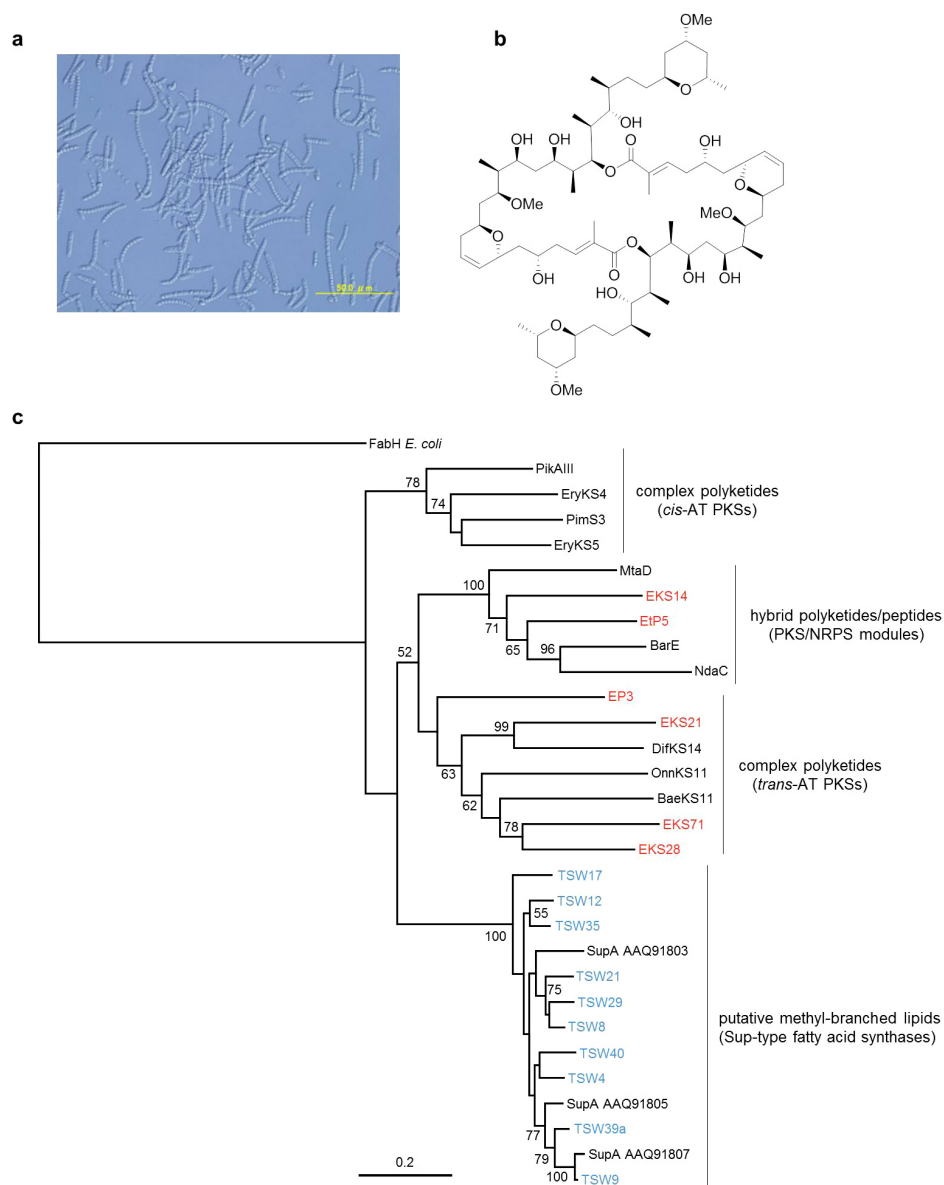 a
b
50.0 μm
OMe
OH
OH
OH
OH
O
O
OMe
O
O
MeO
O
O
O
OH
HO
OH
OH
O
OMe
c
FabH E. coli
PikAIII
78
EryKS4
74
complex polyketides
(cis-AT PKSs)
PimS3
EryKS5
MtaD
100
EKS14
71
EtP5
hybrid polyketides/peptides
(PKS/NRPS modules)
65
96
BarE
52
NdaC
EP3
99
EKS21
DifKS14
63
complex polyketides
(trans-AT PKSs)
OnnKS11
62
BaeKS11
78
EKS71
EKS28
TSW17
TSW12
55
100
TSW35
SupA AAQ91803
TSW21
75
TSW29
putative methyl-branched lipids
(Sup-type fatty acid synthases)
TSW8
TSW40
TSW4
SupA AAQ91805
77
TSW39a
79
SupA AAQ91807
0.2
100
TSW9